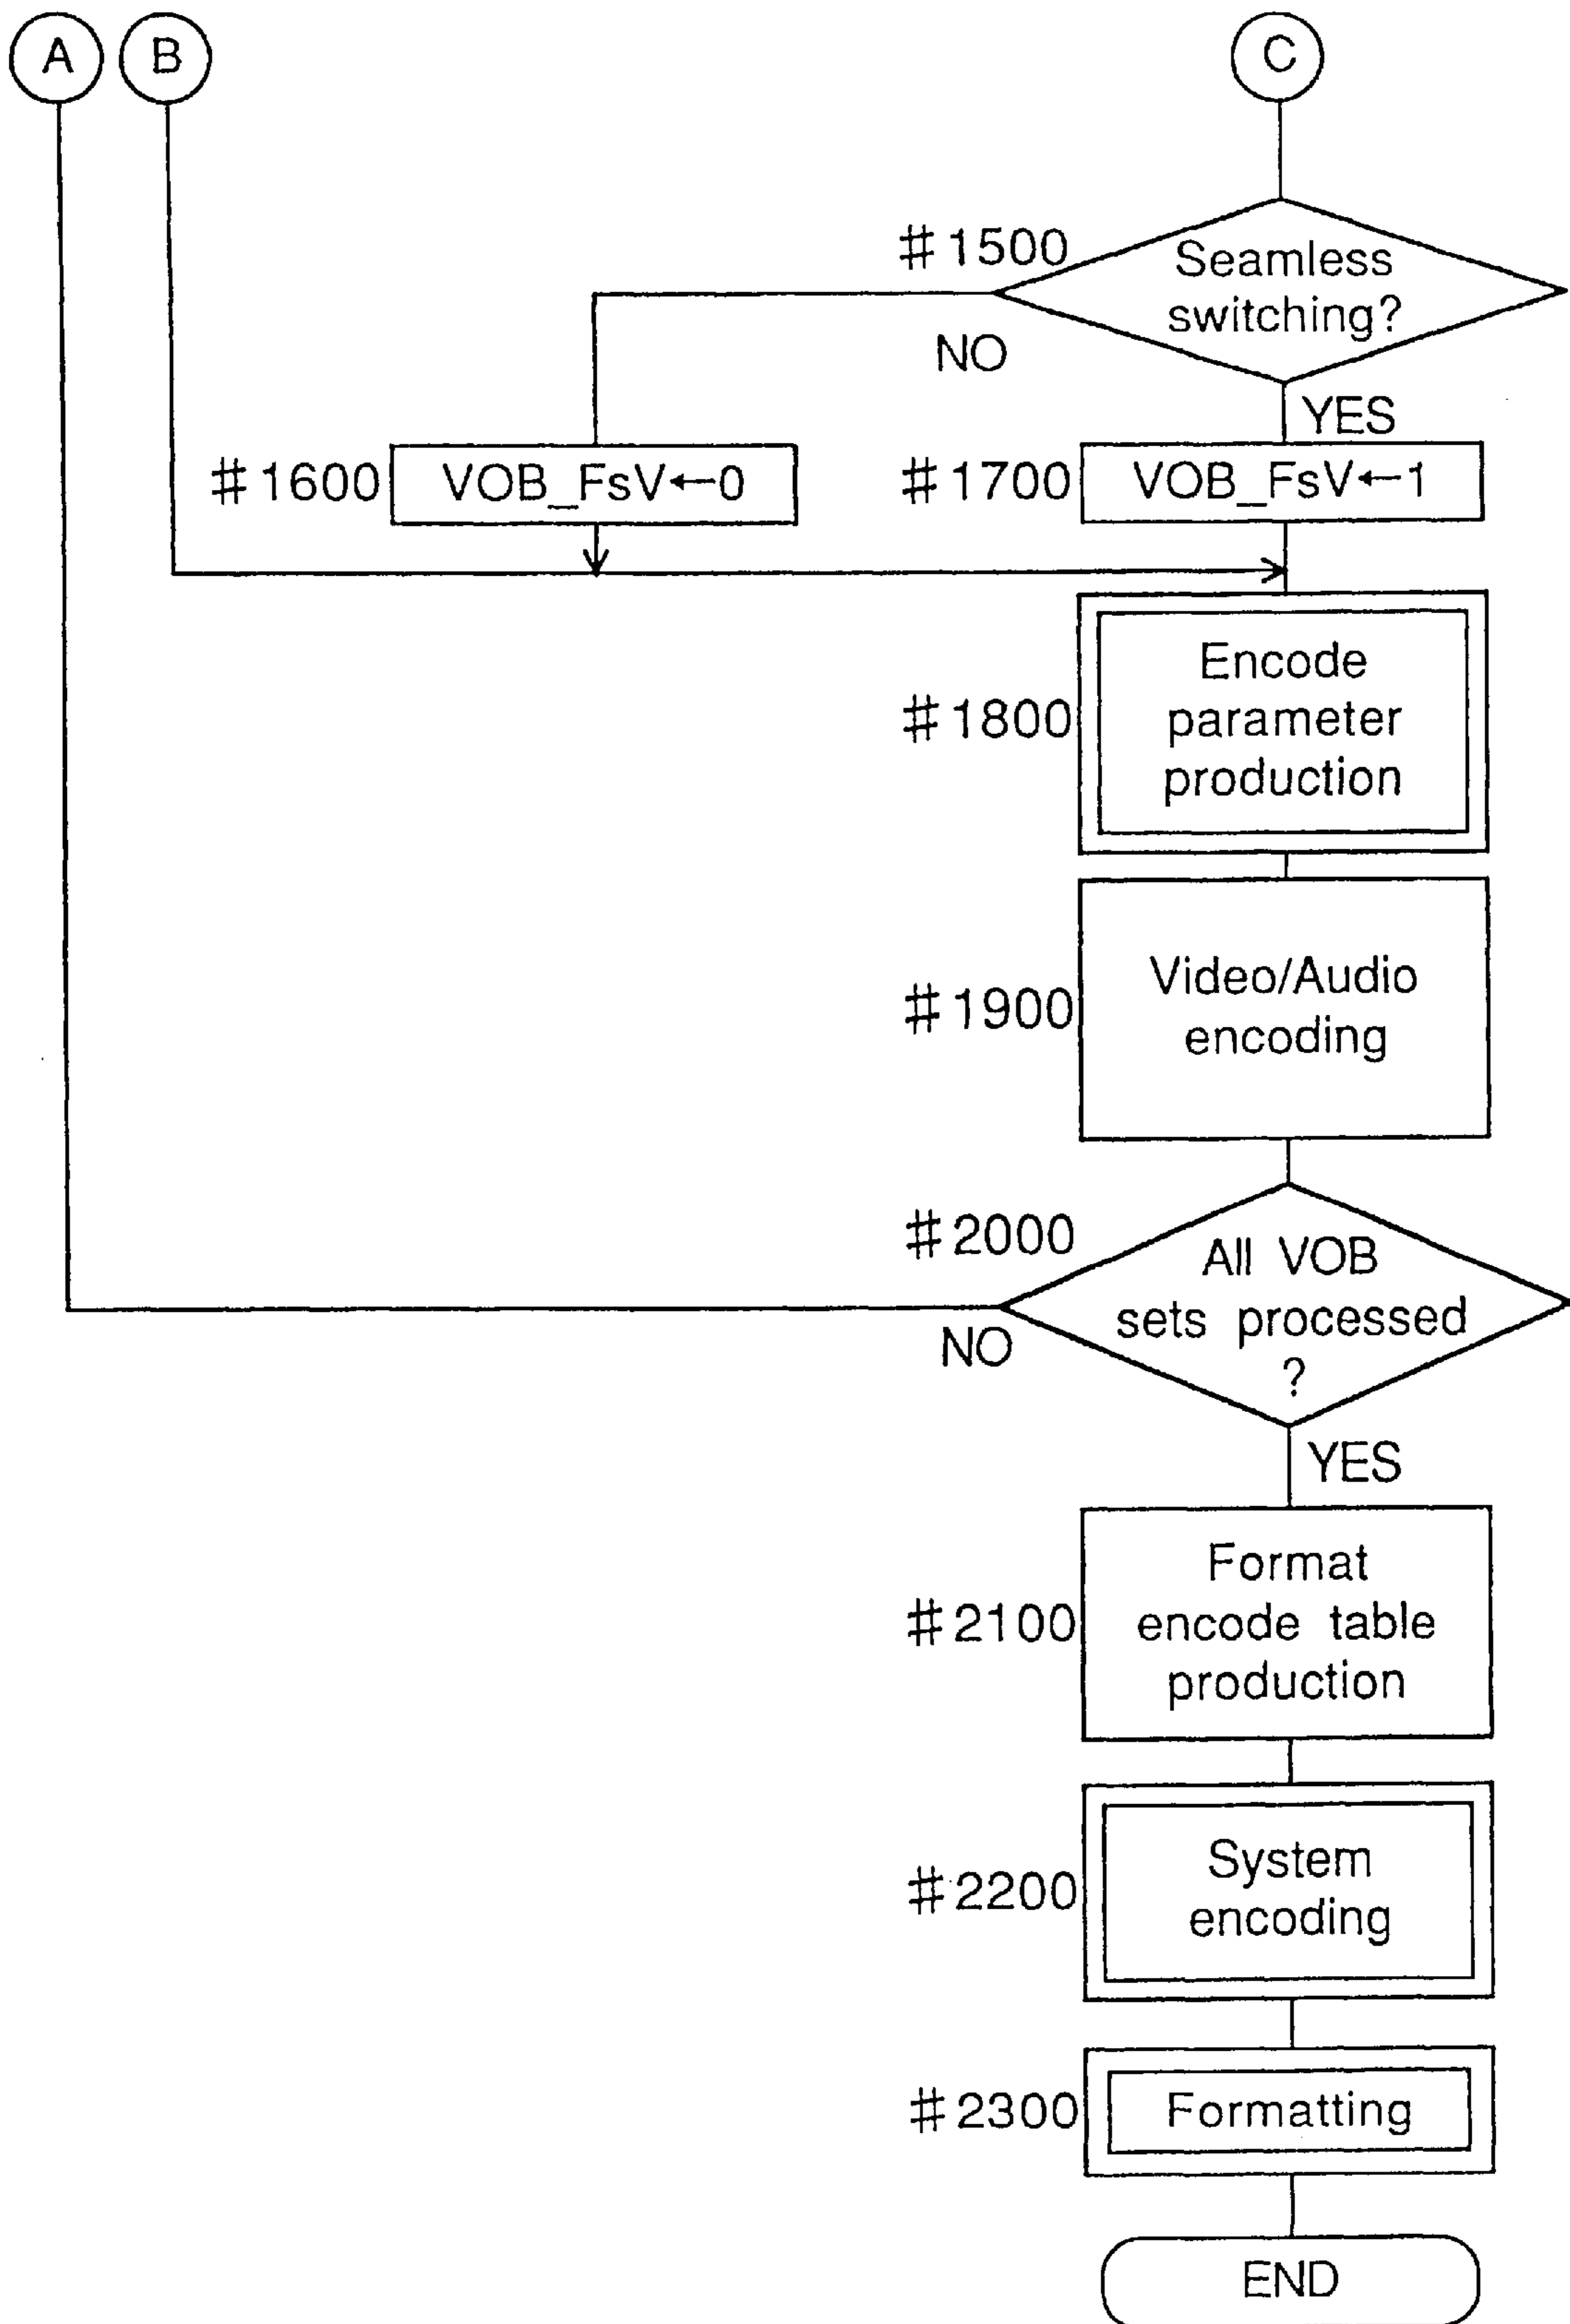 A B C
#1500 Seamless
switching?
NO
YES
#1600 VOB_FsV←0
#1700 VOB_FsV←1
#1800
Encode
parameter
production
#1900
Video/Audio
encoding
#2000
All VOB
sets processed
?
NO
YES
#2100
Format
encode table
production
#2200
System
encoding
#2300 Formatting
END